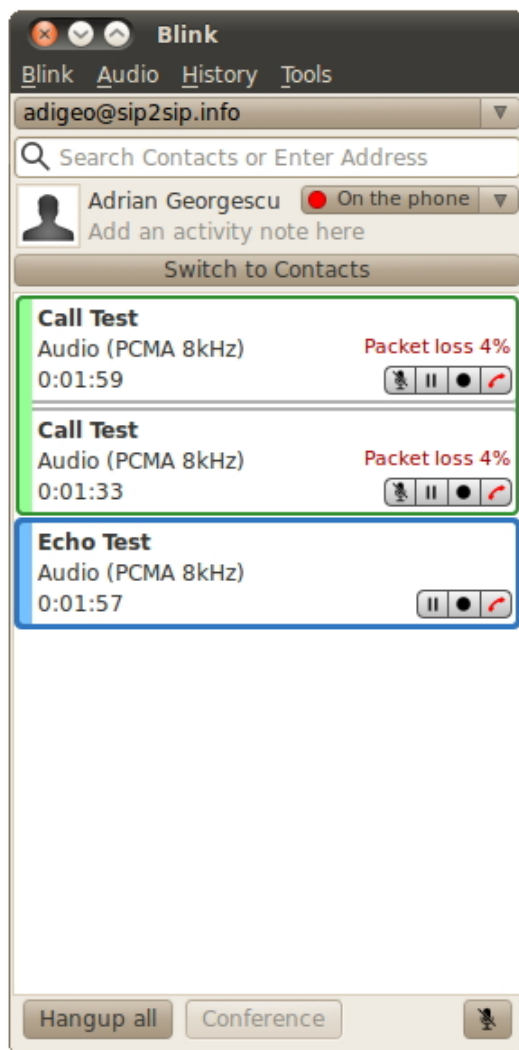 Blink
Blink Audio History Tools
adigeo@sip2sip.info
Search Contacts or Enter Address
Adrian Georgescu On the phone
Add an activity note here
Switch to Contacts
Call Test
Audio (PCMA 8kHz) Packet loss 4%
0:01:59
Call Test
Audio (PCMA 8kHz) Packet loss 4%
0:01:33
Echo Test
Audio (PCMA 8kHz)
0:01:57
Hangup all Conference